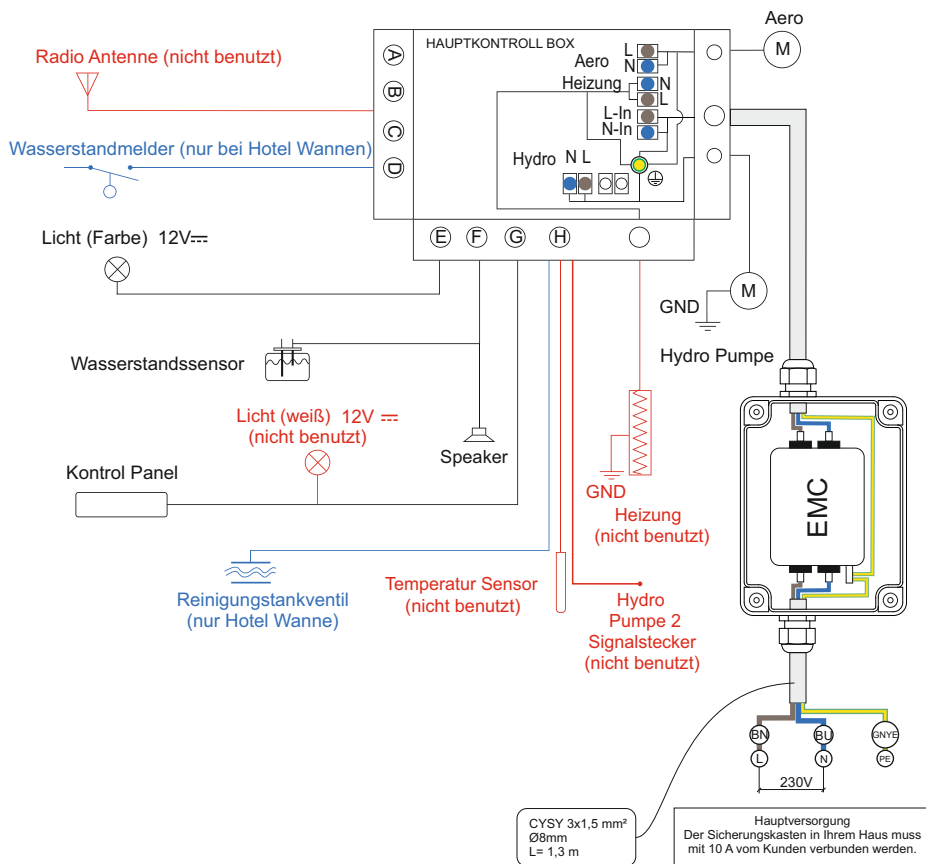 Aero
M
HAUPTKONTROLL BOX
L
Aero
N
Heizung
N
L
L-In
N-In
Hydro N L
A
B
C
D
E
F
G
H
Radio Antenne (nicht benutzt)
Wasserstandmelder (nur bei Hotel Wannen)
Licht (Farbe) 12V
M
GND
Hydro Pumpe
Wasserstandssensor
Licht (weiß) 12V
(nicht benutzt)
Speaker
Kontrol Panel
GND
Heizung
(nicht benutzt)
EMC
Reinigungstankventil
(nur Hotel Wanne)
Temperatur Sensor
(nicht benutzt)
Hydro
Pumpe 2
Signalstecker
(nicht benutzt)
BN
BU
GNYE
L
N
PE
230V
CYSY 3x1,5 mm²
Ø8mm
L= 1,3 m
Hauptversorgung
Der Sicherungskasten in Ihrem Haus muss
mit 10 A vom Kunden verbunden werden.